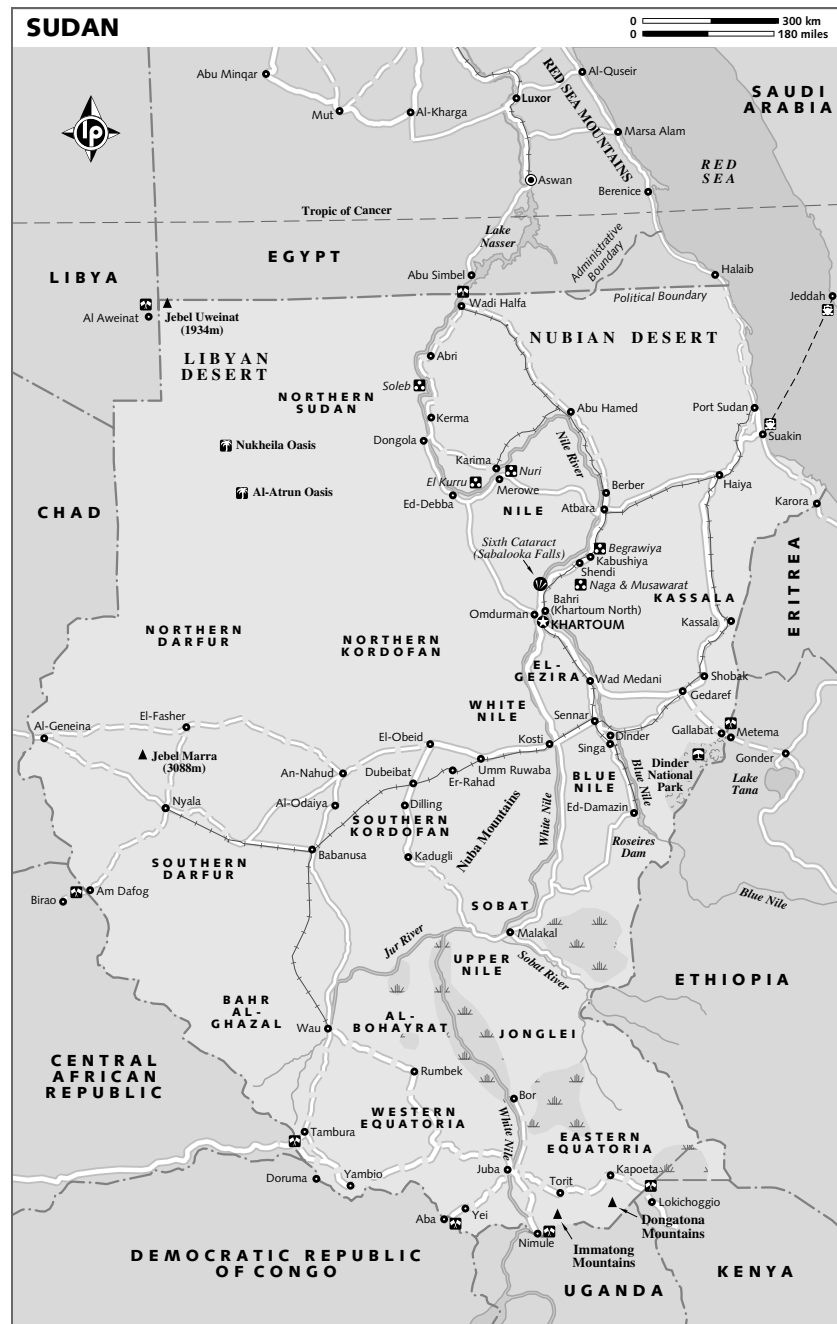 SUDAN
0 300 km
0 180 miles
Abu Minqar
Al-Quseir
RED SEA MOUNTAINS
SAUDI
ARABIA
Luxor
Mut
Al-Kharga
Marsa Alam
lp
RED
SEA
Aswan
Berenice
Tropic of Cancer
Lake
Nasser
Administrative
Boundary
EGYPT
LIBYA
Abu Simbel
Halaib
Political Boundary
Jeddah
Al Aweinat
Jebel Uweinat
(1934m)
Wadi Halfa
NUBIAN DESERT
LIBYAN
DESERT
Abri
Soleb
NORTHERN
SUDAN
Abu Hamed
Port Sudan
Kerma
Suakin
Dongola
Nukheila Oasis
Nile River
Karima
Nuri
Haiya
El Kurru
Merowe
Berber
Al-Atrun Oasis
Ed-Debba
Karora
NILE
Atbara
CHAD
Sixth Cataract
(Sabalooka Falls)
Begrawiya
Kabushiya
Shendi
Naga & Musawarat
KASSALA
ERITREA
Bahri
(Khartoum North)
Omdurman
KHARTOUM
Kassala
NORTHERN
DARFUR
NORTHERN
KORDOFAN
EL-
GEZIRA
Wad Medani
Shobak
Gedaref
WHITE
NILE
El-Fasher
Al-Geneina
Sennar
Gallabat
Metema
El-Obeid
Kosti
Dinder
Singa
Jebel Marra
(3088m)
Gonder
Umm Ruwaba
Dinder
National
Park
An-Nahud
Dubeibat
Er-Rahad
BLUE
NILE
Blue Nile
Lake
Tana
Nyala
Al-Odaiya
Dilling
Ed-Damazin
SOUTHERN
KORDOFAN
Nuba Mountains
White Nile
Babanusa
Kadugli
Roseires
Dam
SOUTHERN
DARFUR
Am Dafog
Birao
Blue Nile
SOBAT
Malakal
Jur River
UPPER
NILE
Sobat River
ETHIOPIA
BAHR
AL-
GHAZAL
AL-
BOHAYRAT
Wau
JONGLEI
CENTRAL
AFRICAN
REPUBLIC
Rumbek
Bor
WESTERN
EQUATORIA
White Nile
Tambura
EASTERN
EQUATORIA
Doruma
Yambio
Juba
Kapoeta
Torit
Lokichoggio
Yei
Aba
Dongatona
Mountains
Nimule
Immatong
Mountains
DEMOCRATIC REPUBLIC
OF CONGO
UGANDA
KENYA